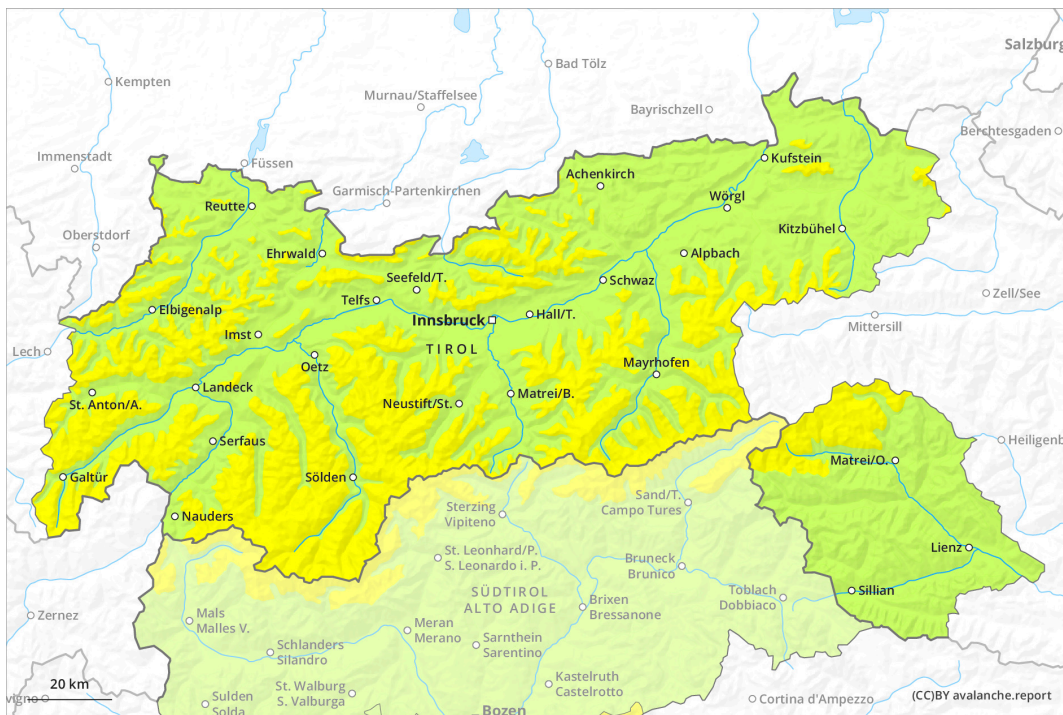 Salzburg
Kempten
Bad Tölz
Murnau/Staffelsee
Bayrischzell
Berchtesgaden
Immenstadt
Füssen
Kufstein
Achenkirch
Garmisch-Partenkirchen
Reutte
Wörgl
Oberstdorf
Kitzbühel
Ehrwald
Alpbach
Seefeld/T.
Schwaz
Telfs
Zell/See
Elbigenalp
Innsbruck
Hall/T.
Mittersill
Imst
Lech
TIROL
Oetz
Mayrhofen
Landeck
St. Anton/A.
Neustift/St.
Matrei/B.
Serfaus
Heiligenb
Matrei/O.
Galtür
Sölden
Sand/T.
Campo Tures
Sterzing
Vipiteno
Nauders
Lienz
St. Leonhard/P.
S. Leonardo i. P.
Bruneck
Brunico
SÜDTIROL
ALTO ADIGE
Sillian
Toblach
Dobbiaco
Brixen
Bressanone
Zernez
Mals
Malles V.
Meran
Merano
Sarnthein
Sarentino
Schlanders
Silandro
Kastelruth
Castelrotto
20 km
St. Walburg
S. Valburga
(CC)BY avalanche.report
vigno
Sulden
Solda
Cortina d'Ampezzo
Bozen